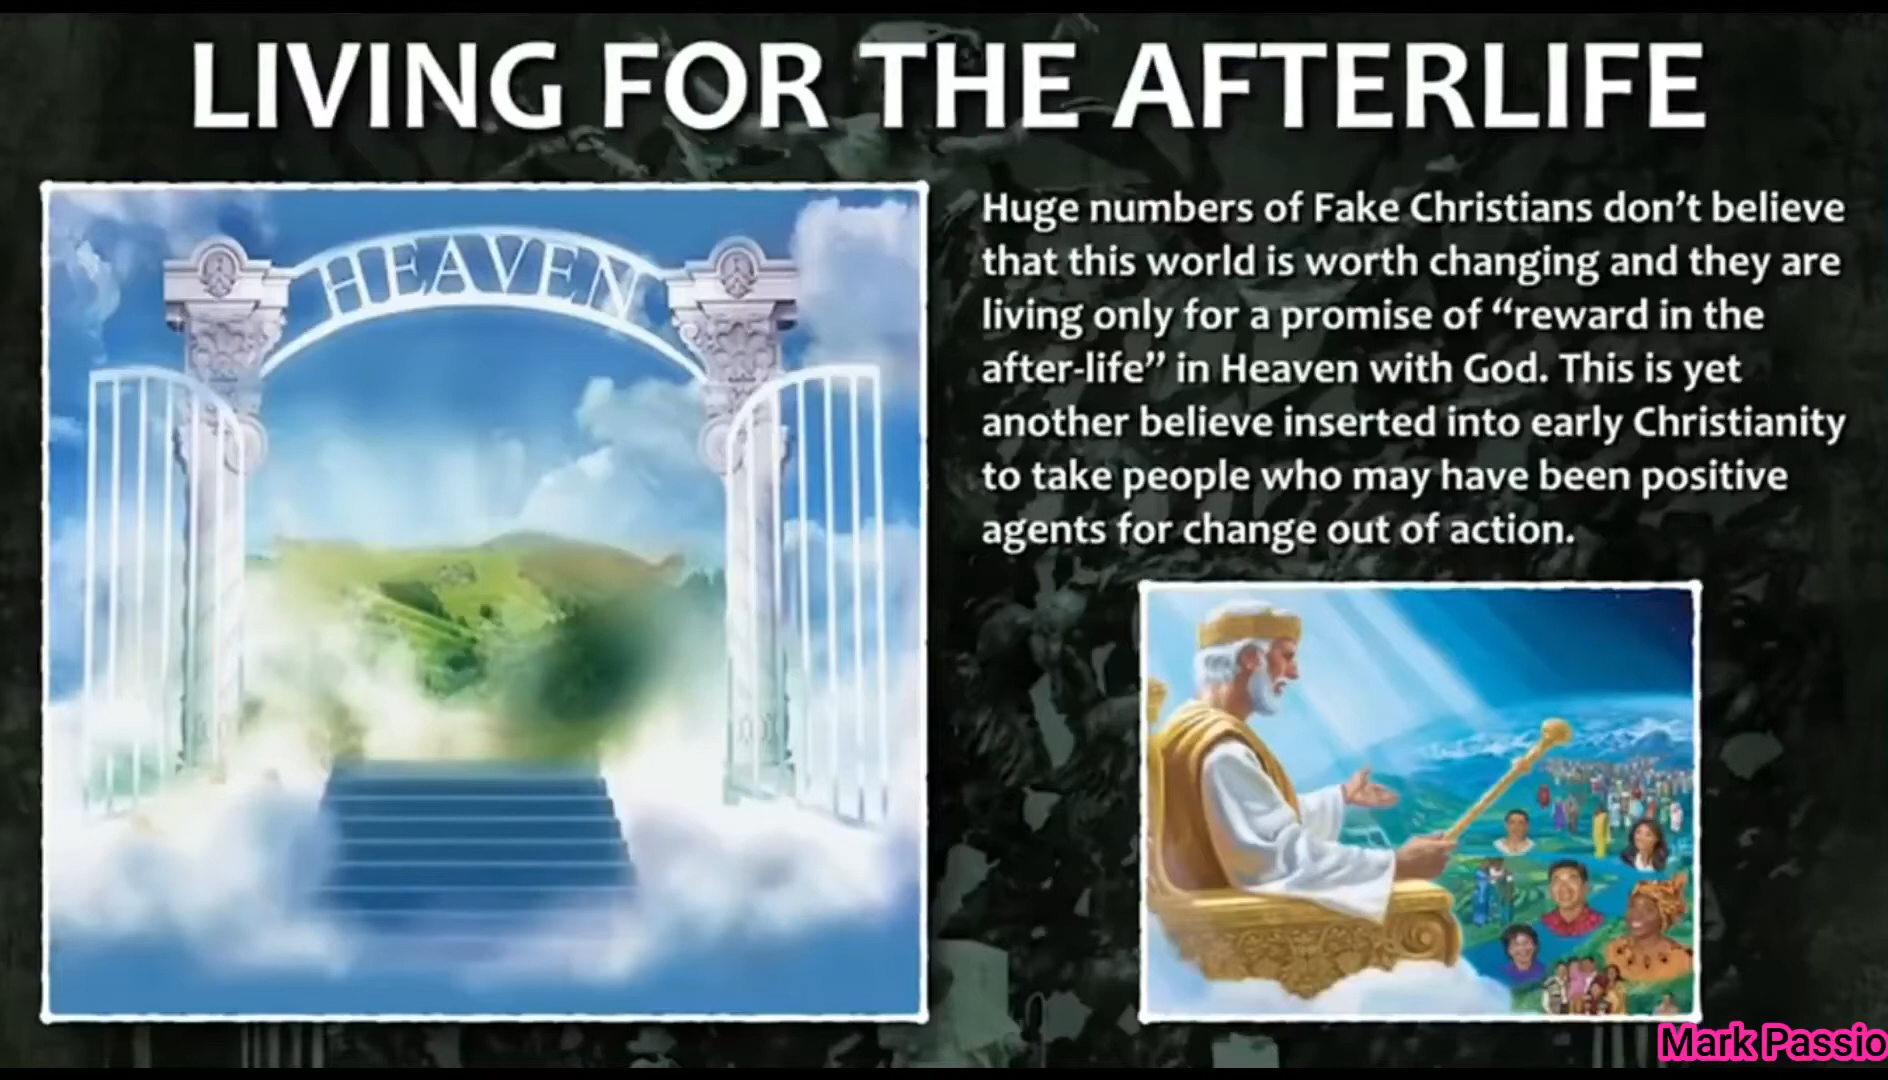 LIVING FOR THE AFTERLIFE
HEAVEN
Huge numbers of Fake Christians don't believe
that this world is worth changing and they are
living only for a promise of “reward in the
after-life” in Heaven with God. This is yet
another believe inserted into early Christianity
to take people who may have been positive
agents for change out of action.
Mark Passio